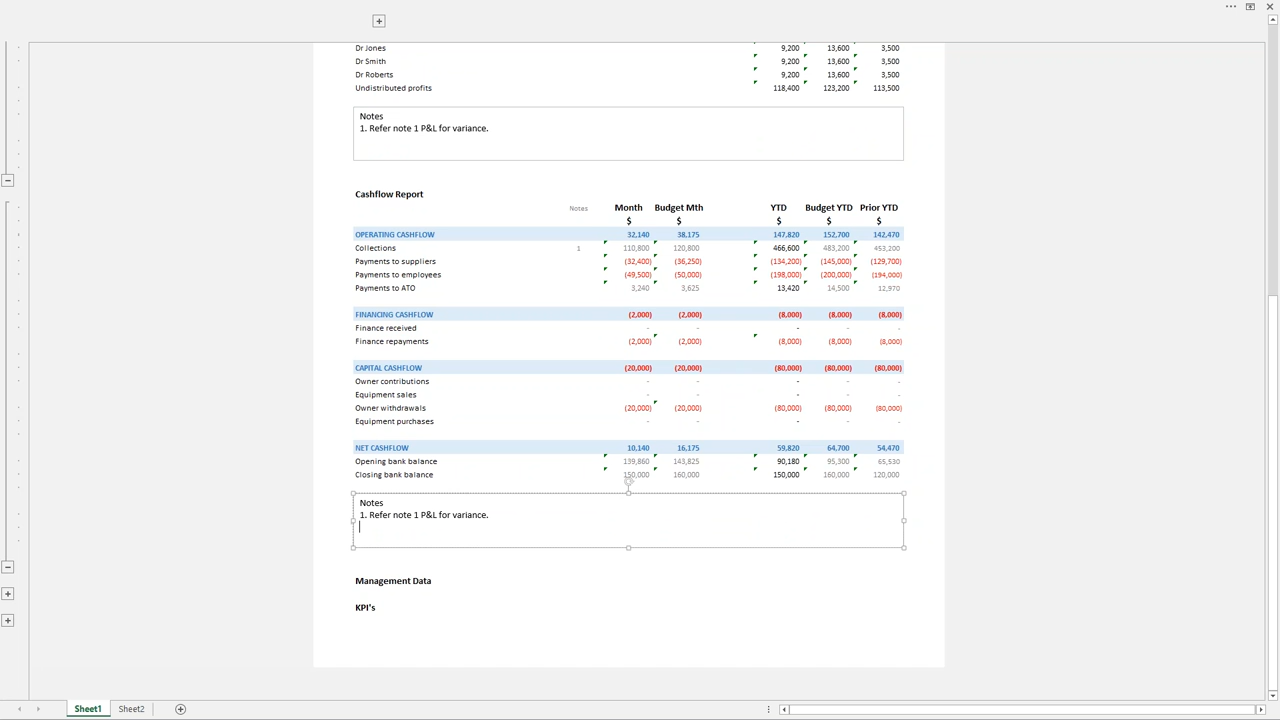 Dr Jones 9,200 13,600 3,500
Dr Smith 9,200 13,600 3,500
Dr Roberts 9,200 13,600 3,500
Undistributed profits 118,400 123,200 113,500
Notes
1. Refer note 1 P&L for variance.
Cashflow Report
Notes Month Budget Mth YTD Budget YTD Prior YTD
$ $ $ $ $
OPERATING CASHFLOW 32,140 38,175 147,820 152,700 142,470
Collections 1 110,800 120,800 466,600 483,200 453,200
Payments to suppliers (32,400) (36,250) (134,200) (145,000) (129,700)
Payments to employees (49,500) (50,000) (198,000) (200,000) (194,000)
Payments to ATO 3,240 3,625 13,420 14,500 12,970
FINANCING CASHFLOW (2,000) (2,000) (8,000) (8,000) (8,000)
Finance received - - - - -
Finance repayments (2,000) (2,000) (8,000) (8,000) (8,000)
CAPITAL CASHFLOW (20,000) (20,000) (80,000) (80,000) (80,000)
Owner contributions - - - - -
Equipment sales - - - - -
Owner withdrawals (20,000) (20,000) (80,000) (80,000) (80,000)
Equipment purchases - - - - -
NET CASHFLOW 10,140 16,175 59,820 64,700 54,470
Opening bank balance 139,860 143,825 90,180 95,300 65,530
Closing bank balance 150,000 160,000 150,000 160,000 120,000
Notes
1. Refer note 1 P&L for variance.
Management Data
KPI's
Sheet1 Sheet2